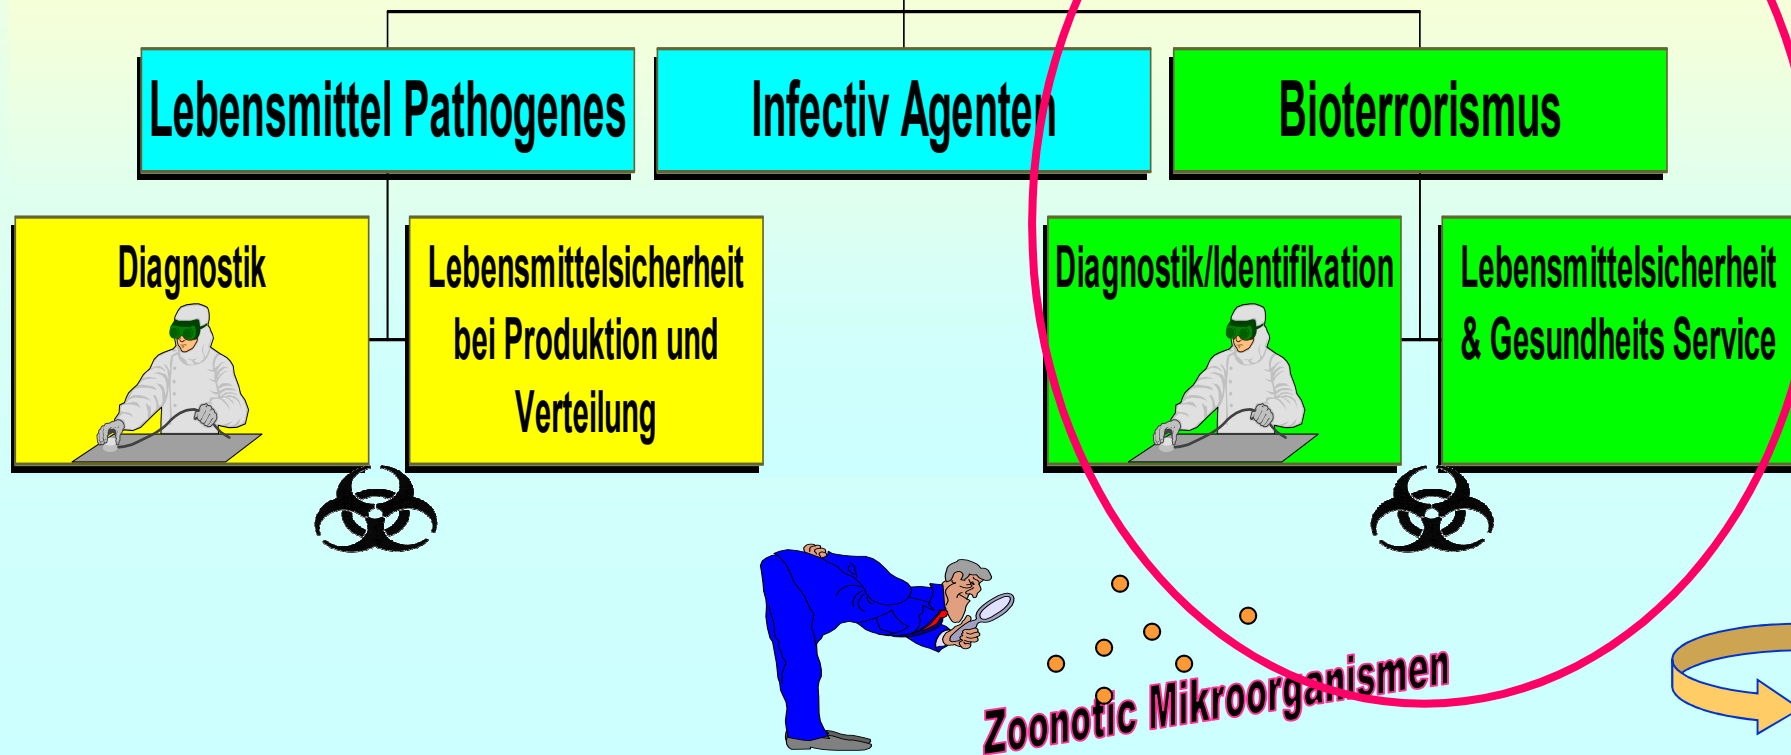 Lebensmittel Pathogenes
Infectiv Agenten
Bioterrorismus
Diagnostik
Lebensmittelsicherheit
bei Produktion und
Verteilung
Diagnostik/Identifikation
Lebensmittelsicherheit
& Gesundheits Service
Zoonotic Mikroorganismen